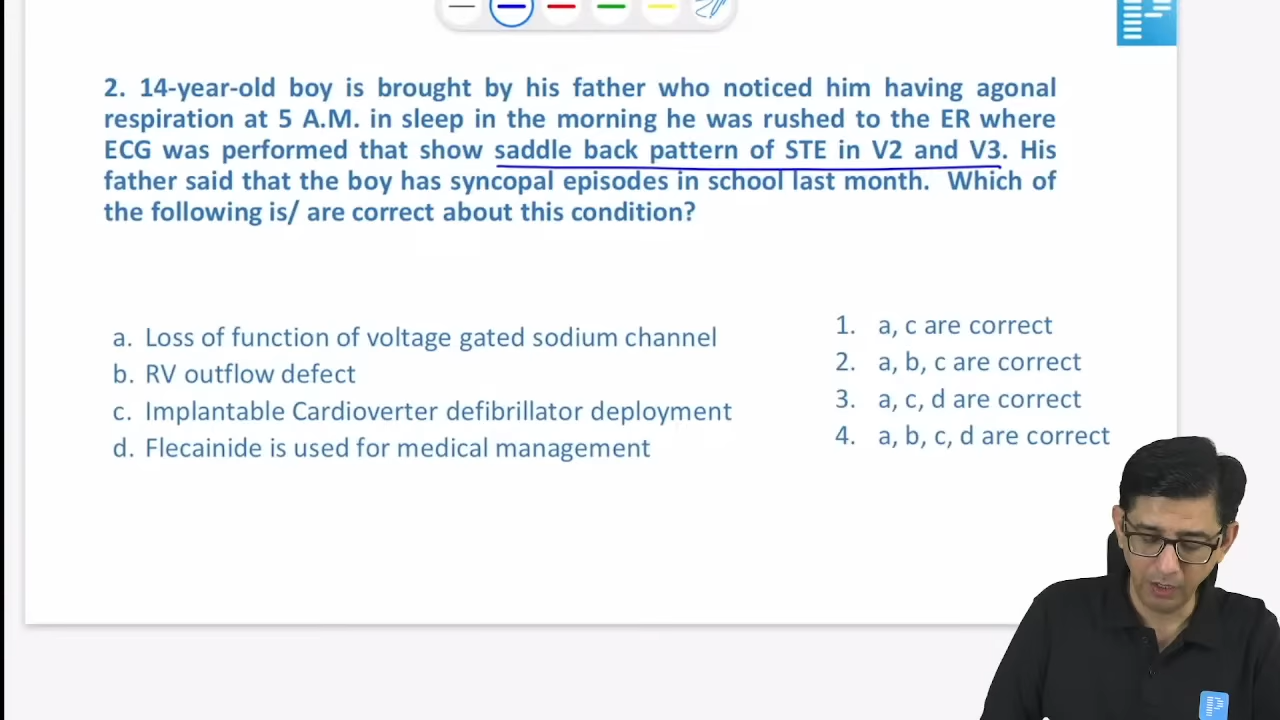 2. 14-year-old boy is brought by his father who noticed him having agonal
respiration at 5 A.M. in sleep in the morning he was rushed to the ER where
ECG was performed that show saddle back pattern of STE in V2 and V3. His
father said that the boy has syncopal episodes in school last month. Which of
the following is/ are correct about this condition?
a. Loss of function of voltage gated sodium channel
b. RV outflow defect
c. Implantable Cardioverter defibrillator deployment
d. Flecainide is used for medical management
1. a, c are correct
2. a, b, c are correct
3. a, c, d are correct
4. a, b, c, d are correct